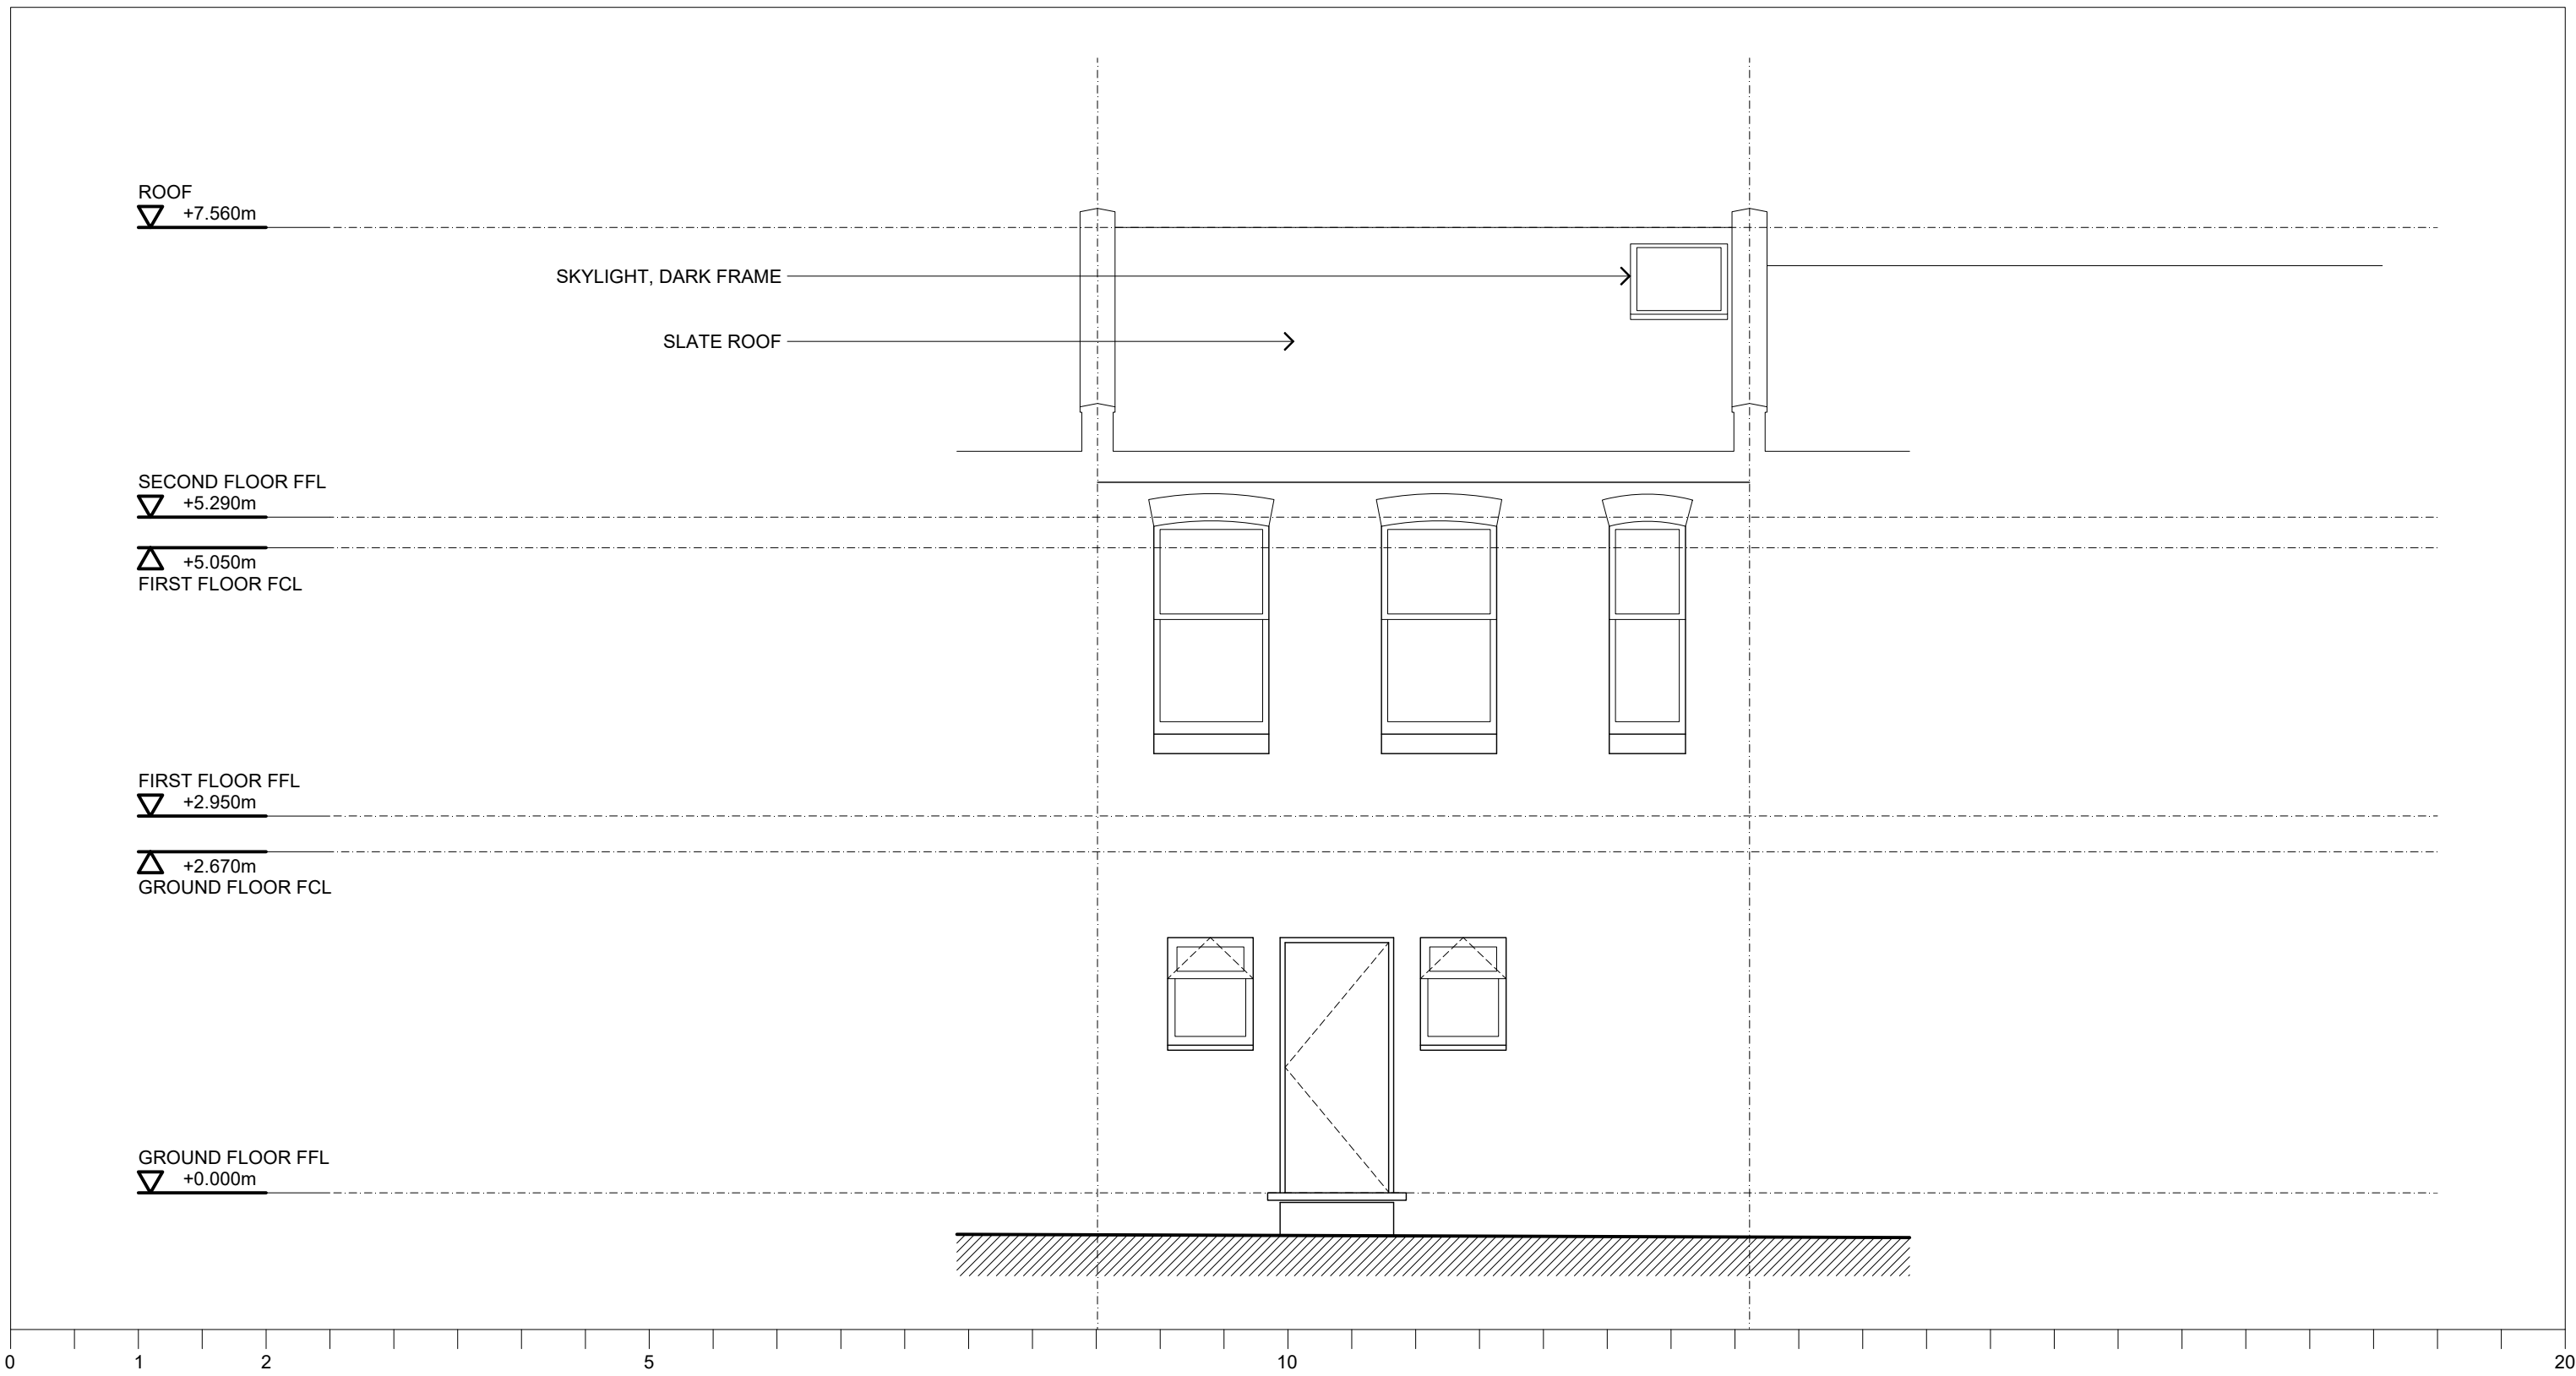 ROOF
+7.560m
SKYLIGHT, DARK FRAME
SLATE ROOF
SECOND FLOOR FFL
+5.290m
+5.050m
FIRST FLOOR FCL
FIRST FLOOR FFL
+2.950m
+2.670m
GROUND FLOOR FCL
GROUND FLOOR FFL
+0.000m
0 1 2 5 10 20